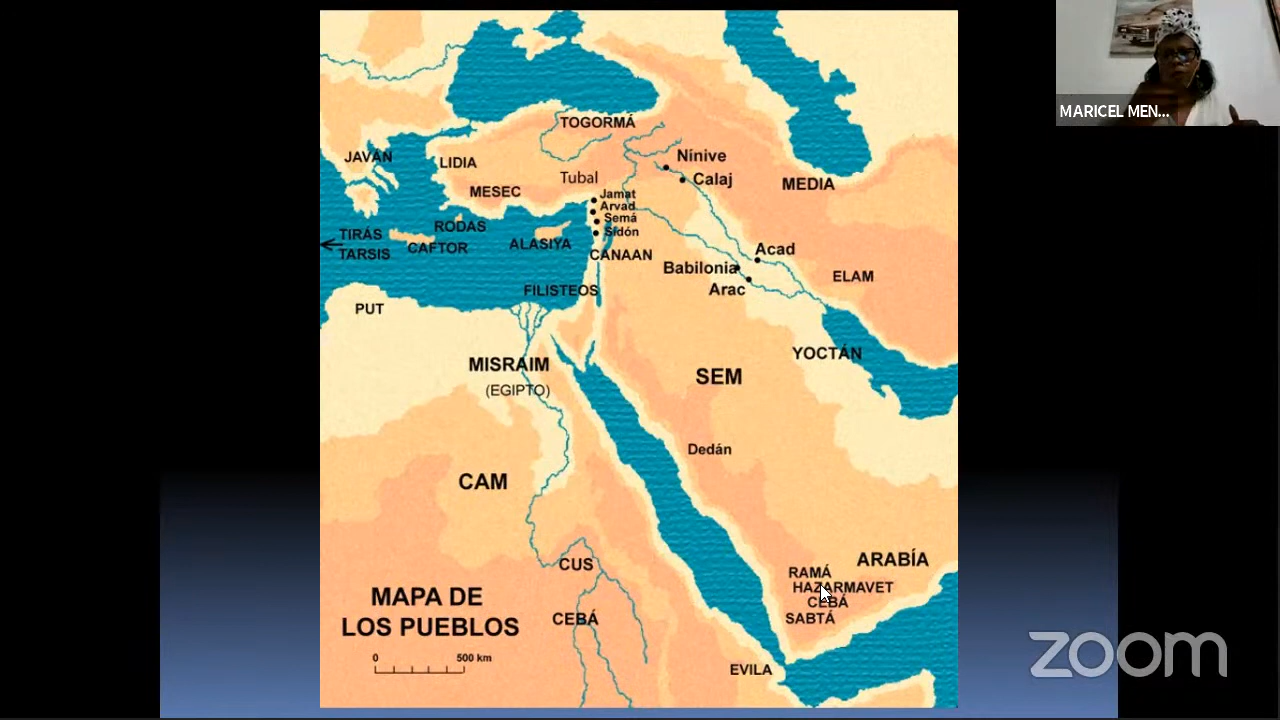 MARICEL MEN...
TOGORMÁ
JAVÁN
LIDIA
Nínive
Tubal
Calaj
MEDIA
MESEC
Jamat
Arvad
Semá
Sidón
RODAS
TIRÁS
CAFTOR
ALASIYA
TARSIS
CANAAN
Acad
Babilonia
ELAM
Arac
FILISTEOS
PUT
YOCTÁN
MISRAIM
(EGIPTO)
SEM
Dedán
CAM
ARABÍA
CUS
RAMÁ
HAZARMAVET
CEBÁ
SABTÁ
MAPA DE
LOS PUEBLOS
CEBÁ
0 500 km
EVILA
zoom